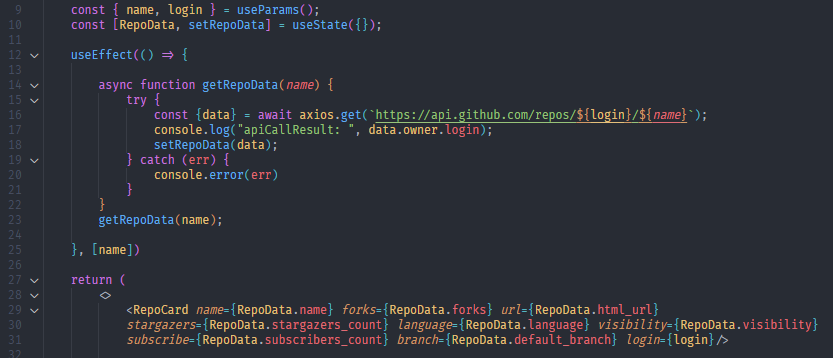 9 const { name, login } = useParams();
10 const [RepoData, setRepoData] = useState({});
11
12 useEffect(() => {
13
14 async function getRepoData(name) {
15 try {
16 const {data} = await axios.get(`https://api.github.com/repos/${login}/${name}`);
17 console.log("apiCallResult: ", data.owner.login);
18 setRepoData(data);
19 } catch (err) {
20 console.error(err)
21 }
22 }
23 getRepoData(name);
24
25 }, [name])
26
27 return (
28 <>
29 <RepoCard name={RepoData.name} forks={RepoData.forks} url={RepoData.html_url}
30 stargazers={RepoData.stargazers_count} language={RepoData.language} visibility={RepoData.visibility}
31 subscribe={RepoData.subscribers_count} branch={RepoData.default_branch} login={login}/>
32